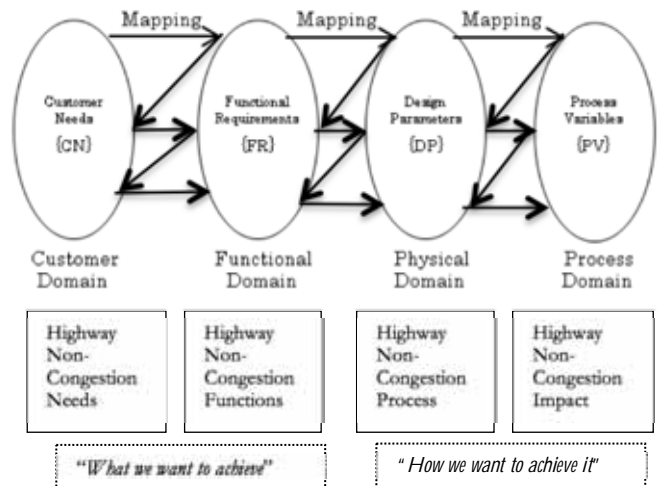 Mapping
Mapping
Mapping
Customer
Needs
{CN}
Functional
Requirements
{FR}
Design
Parameters
{DP}
Process
Variables
{PV}
Customer
Domain
Functional
Domain
Physical
Domain
Process
Domain
Highway
Non-
Congestion
Needs
Highway
Non-
Congestion
Functions
Highway
Non-
Congestion
Process
Highway
Non-
Congestion
Impact
“What we want to achieve”
“ How we want to achieve it”